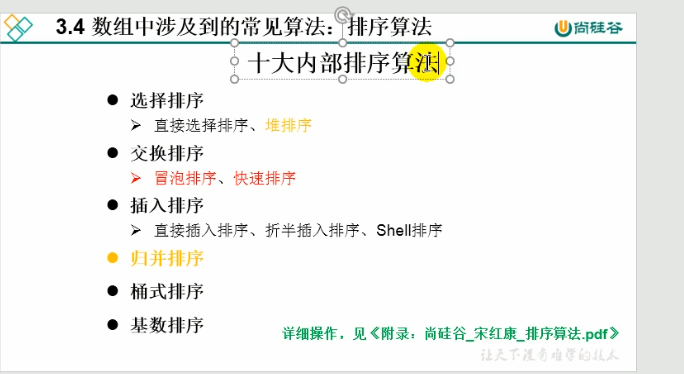 3.4 数组中涉及到的常见算法：排序算法
尚硅谷
十大内部排序算法
● 选择排序
➢ 直接选择排序、堆排序
● 交换排序
➢ 冒泡排序、快速排序
● 插入排序
➢ 直接插入排序、折半插入排序、Shell排序
● 归并排序
● 桶式排序
● 基数排序
详细操作，见《附录：尚硅谷_宋红康_排序算法.pdf》
让天下没有难学的技术